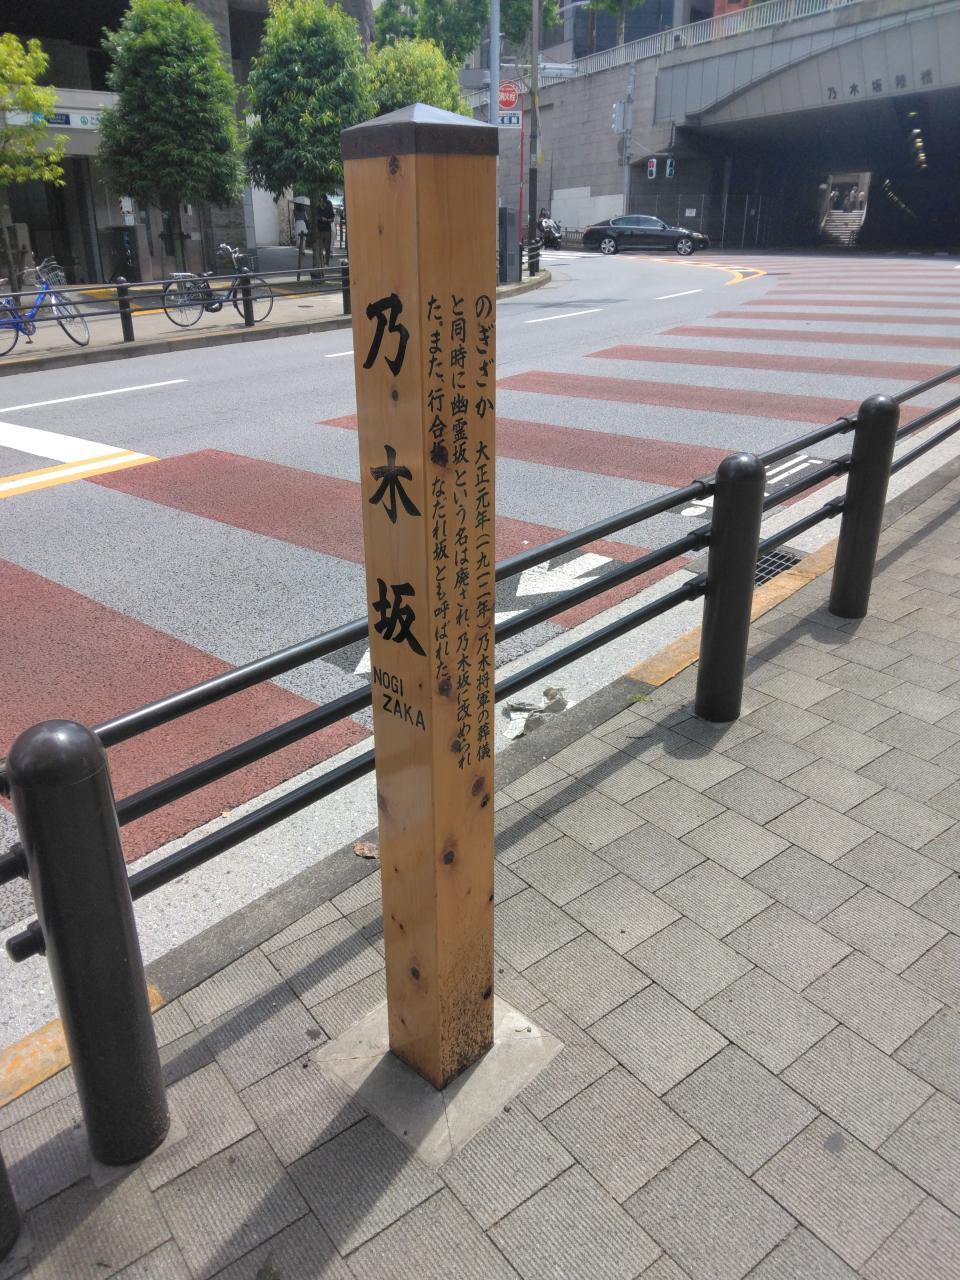 乃木坂
NOGI
ZAKA
のぎざか 大正元年(一九一二年)、乃木将軍の葬儀
と同時に幽霊坂という名は廃され、乃木坂に改められ
た。また、行合坂、なだれ坂とも呼ばれた。
乃木坂陸橋
消火栓